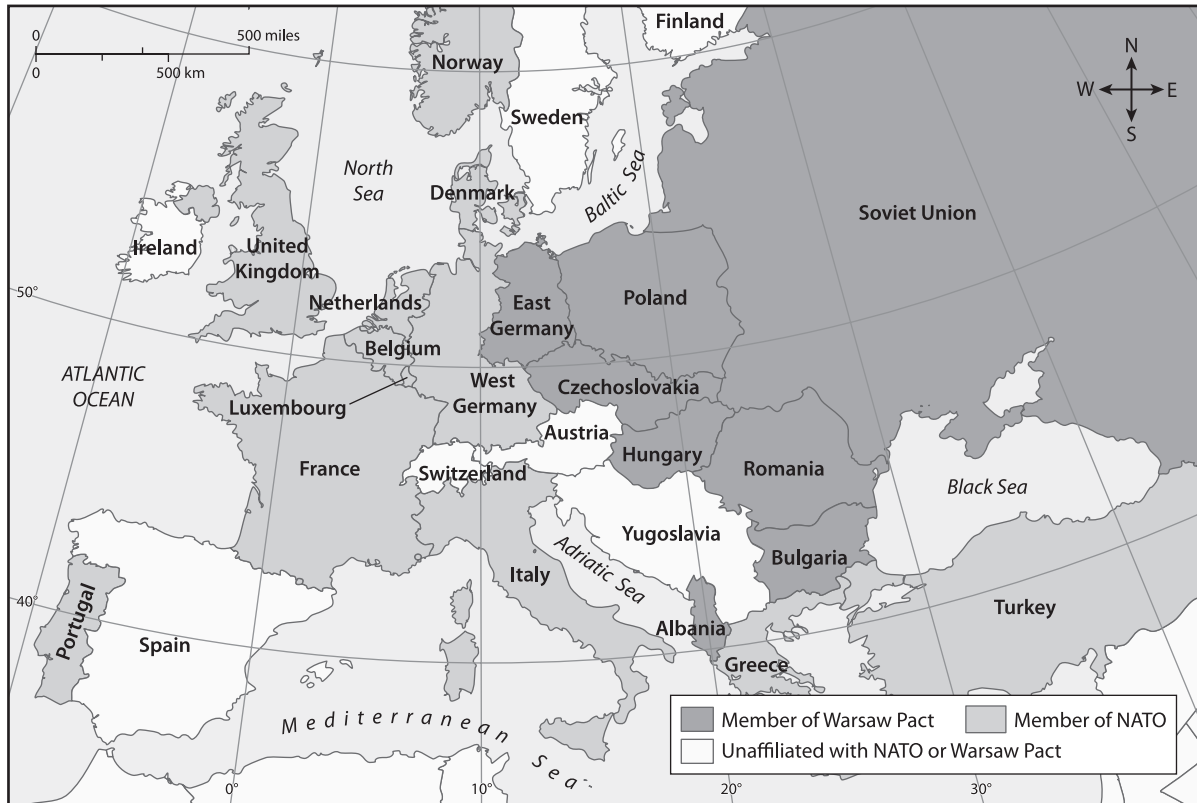 0
500 miles
0
500 km
Finland
Norway
Sweden
N
W
E
S
North
Sea
Denmark
Baltic Sea
Soviet Union
Ireland
United
Kingdom
50°
Netherlands
East
Germany
Poland
Belgium
ATLANTIC
OCEAN
Luxembourg
West
Germany
Czechoslovakia
Austria
France
Switzerland
Hungary
Romania
Black Sea
Yugoslavia
Adriatic Sea
Bulgaria
Italy
40°
Portugal
Spain
Albania
Turkey
Greece
Mediterranean
Sea
Member of Warsaw Pact
Member of NATO
Unaffiliated with NATO or Warsaw Pact
0°
10°
20°
30°